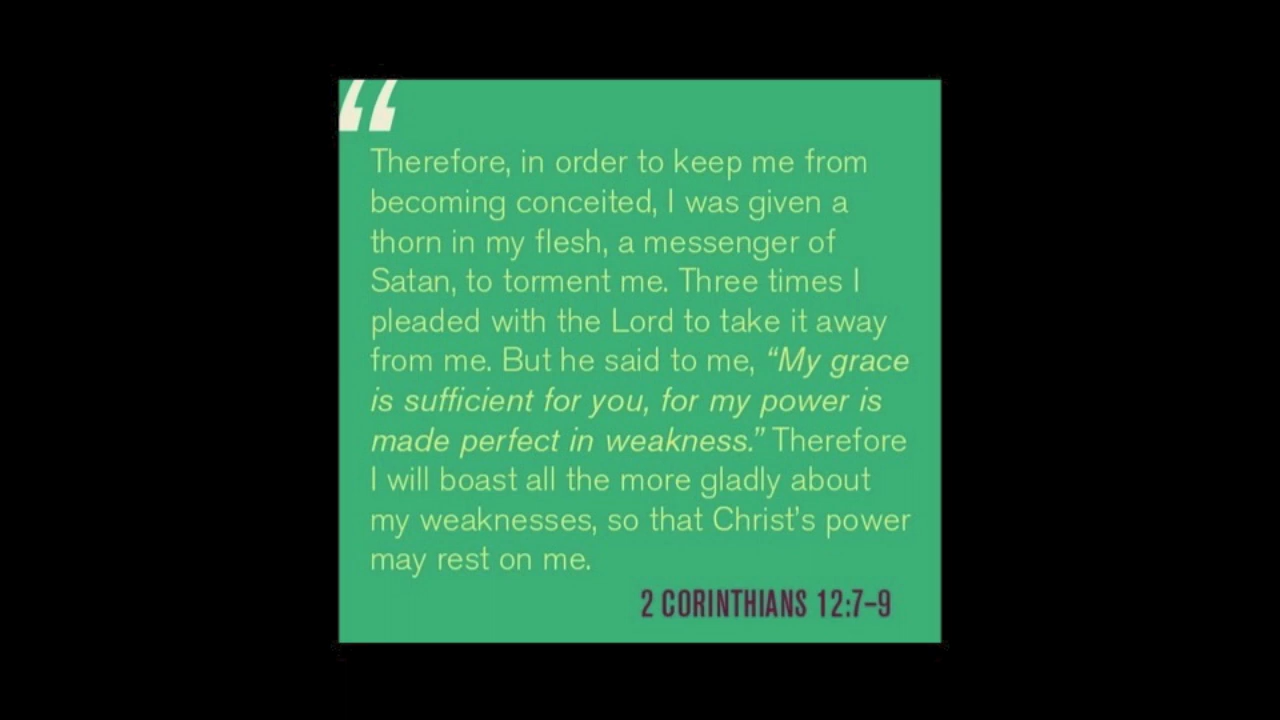 “
Therefore, in order to keep me from
becoming conceited, I was given a
thorn in my flesh, a messenger of
Satan, to torment me. Three times I
pleaded with the Lord to take it away
from me. But he said to me, “My grace
is sufficient for you, for my power is
made perfect in weakness.” Therefore
I will boast all the more gladly about
my weaknesses, so that Christ’s power
may rest on me.
2 CORINTHIANS 12:7–9